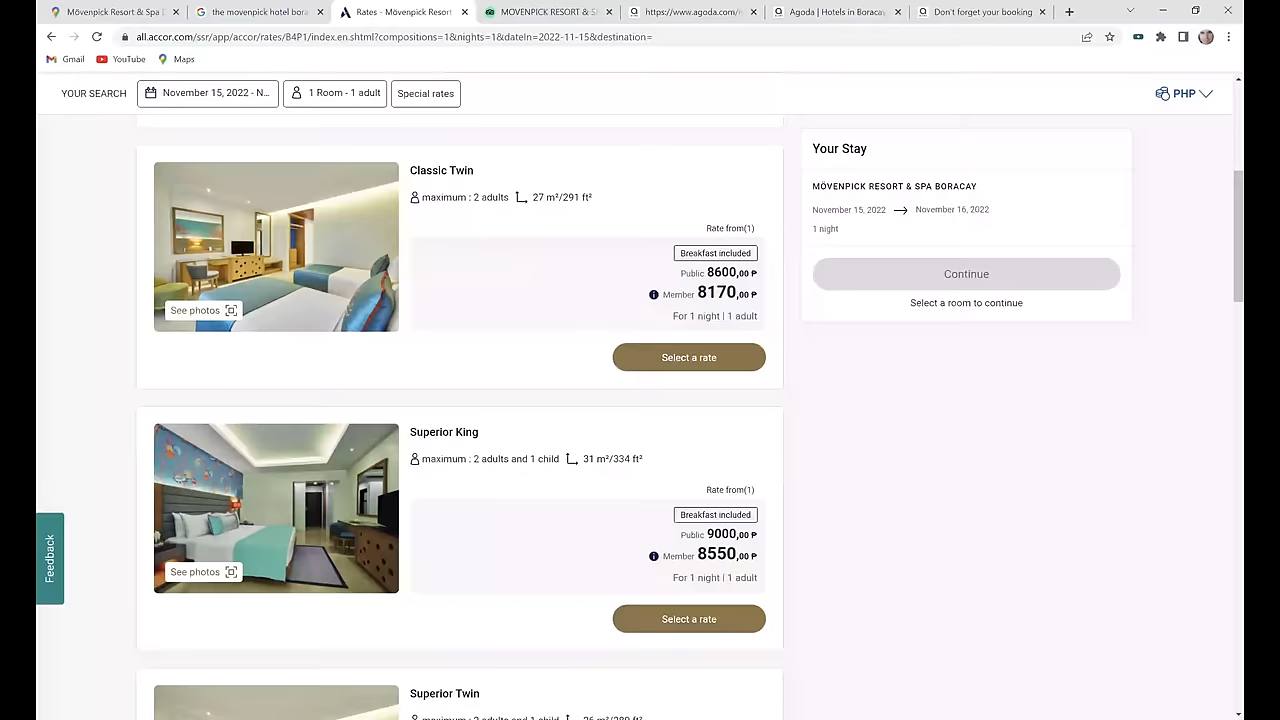 Mövenpick Resort & Spa
the movenpick hotel bora
Rates - Mövenpick Resort
MOVENPICK RESORT & S
https://www.agoda.com/
Agoda | Hotels in Boracay
Don't forget your booking
all.accor.com/ssr/app/accor/rates/B4P1/index.en.shtml?compositions=1&nights=1&dateIn=2022-11-15&destination=
Gmail YouTube Maps
YOUR SEARCH November 15, 2022 - N... 1 Room - 1 adult Special rates PHP
Classic Twin
maximum : 2 adults 27 m²/291 ft²
Rate from(1)
Breakfast included
Public 8600,00 ₱
Member 8170,00 ₱
For 1 night | 1 adult
See photos
Select a rate
Your Stay
MÖVENPICK RESORT & SPA BORACAY
November 15, 2022 November 16, 2022
1 night
Continue
Select a room to continue
Superior King
maximum : 2 adults and 1 child 31 m²/334 ft²
Rate from(1)
Breakfast included
Public 9000,00 ₱
Member 8550,00 ₱
For 1 night | 1 adult
See photos
Select a rate
Feedback
Superior Twin
maximum : 2 adults and 1 child